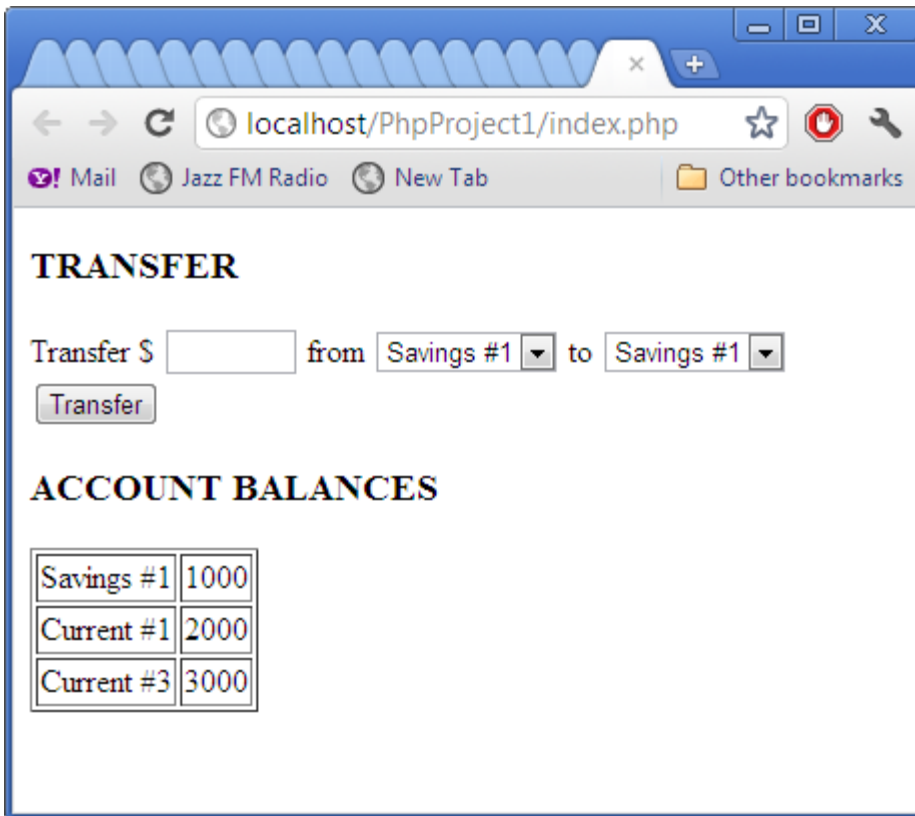 localhost/PhpProject1/index.php
Y! Mail Jazz FM Radio New Tab Other bookmarks
TRANSFER
Transfer $ from Savings #1 to Savings #1
Transfer
ACCOUNT BALANCES
Savings #1 1000
Current #1 2000
Current #3 3000